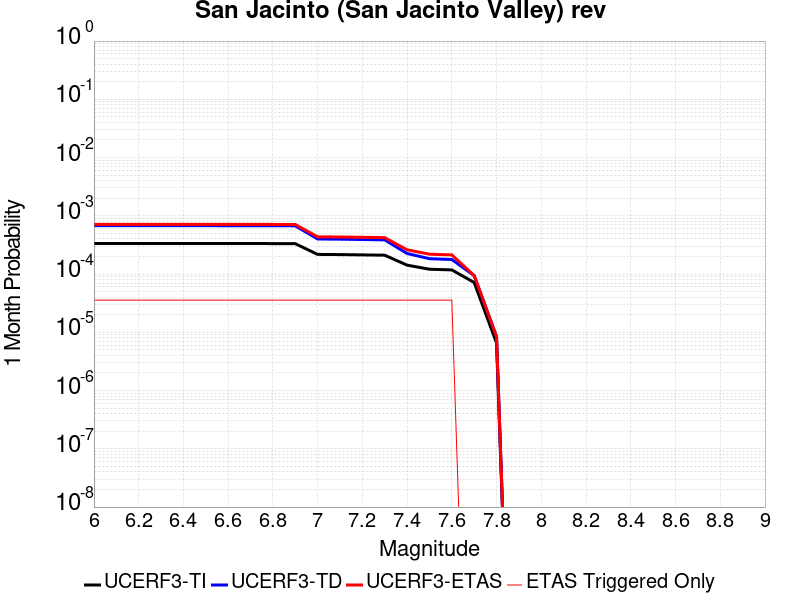 San Jacinto (San Jacinto Valley) rev
10^0
10^-1
10^-2
10^-3
10^-4
10^-5
10^-6
10^-7
10^-8
1 Month Probability
6 6.2 6.4 6.6 6.8 7 7.2 7.4 7.6 7.8 8 8.2 8.4 8.6 8.8 9
Magnitude
UCERF3-TI UCERF3-TD UCERF3-ETAS ETAS Triggered Only